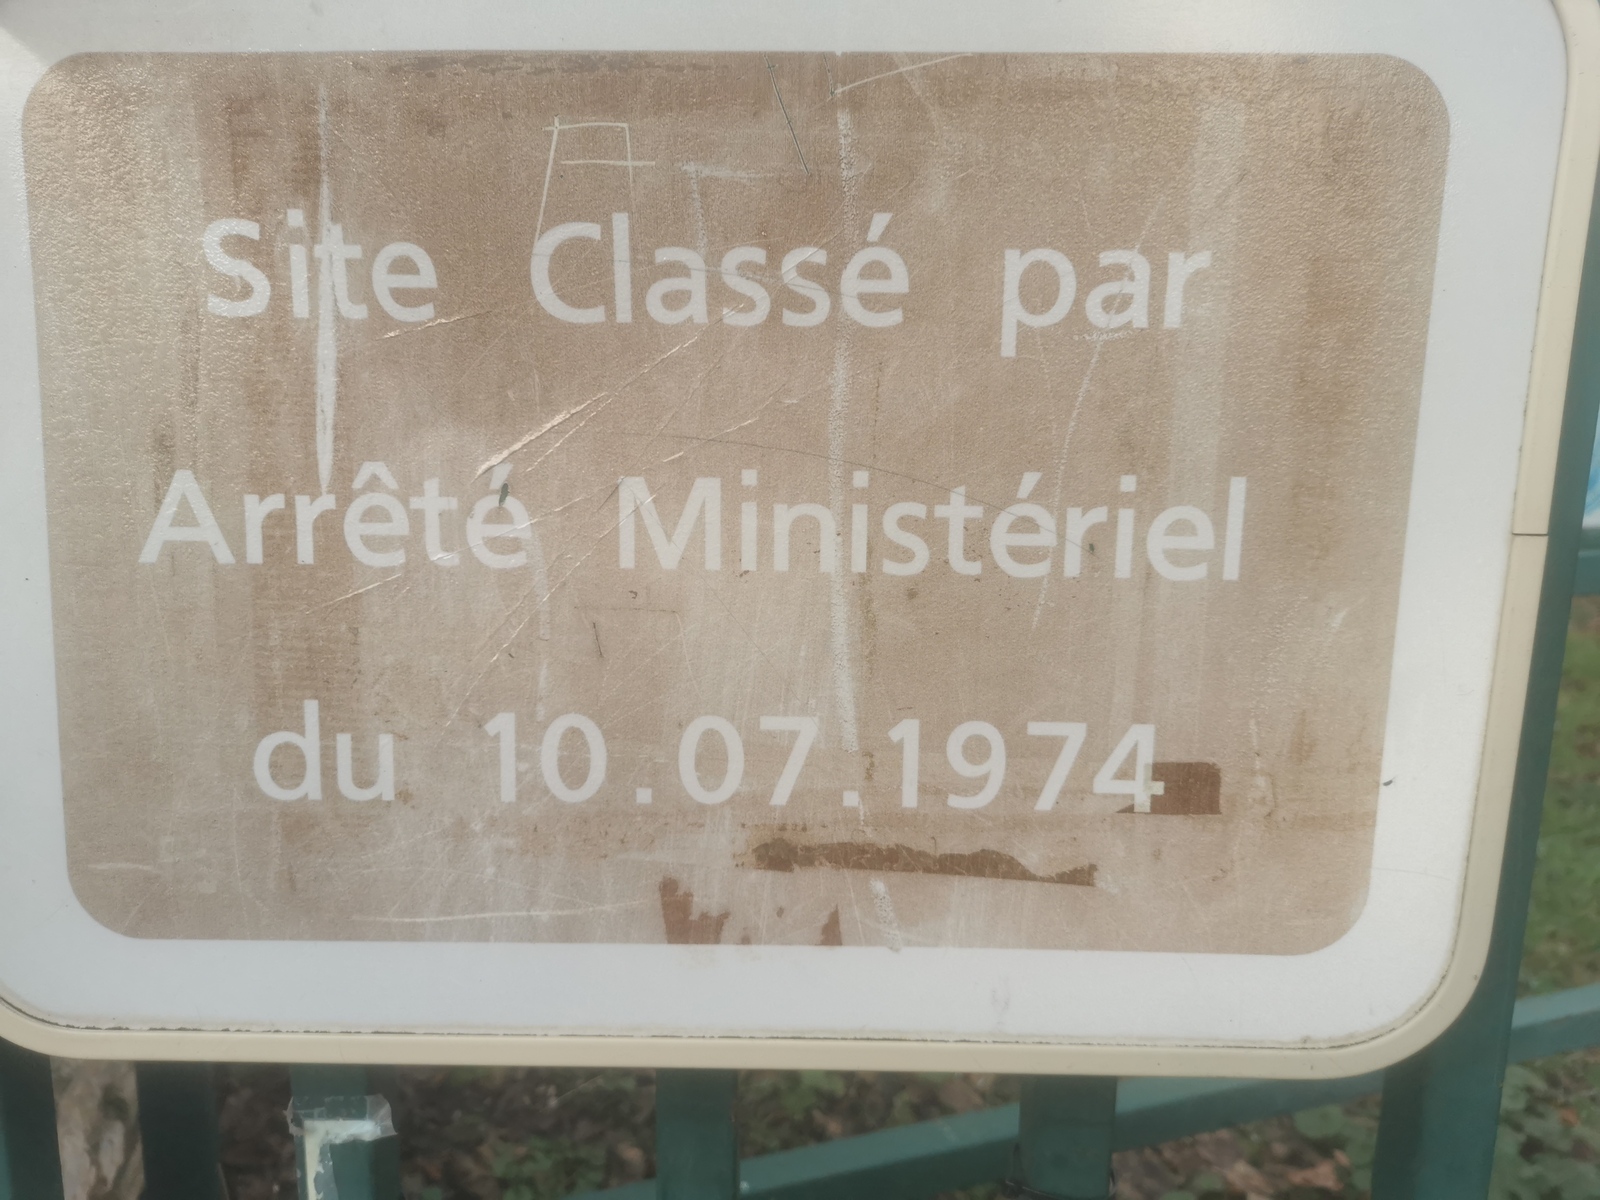 Site Classé par
Arrêté Ministériel
du 10.07.1974